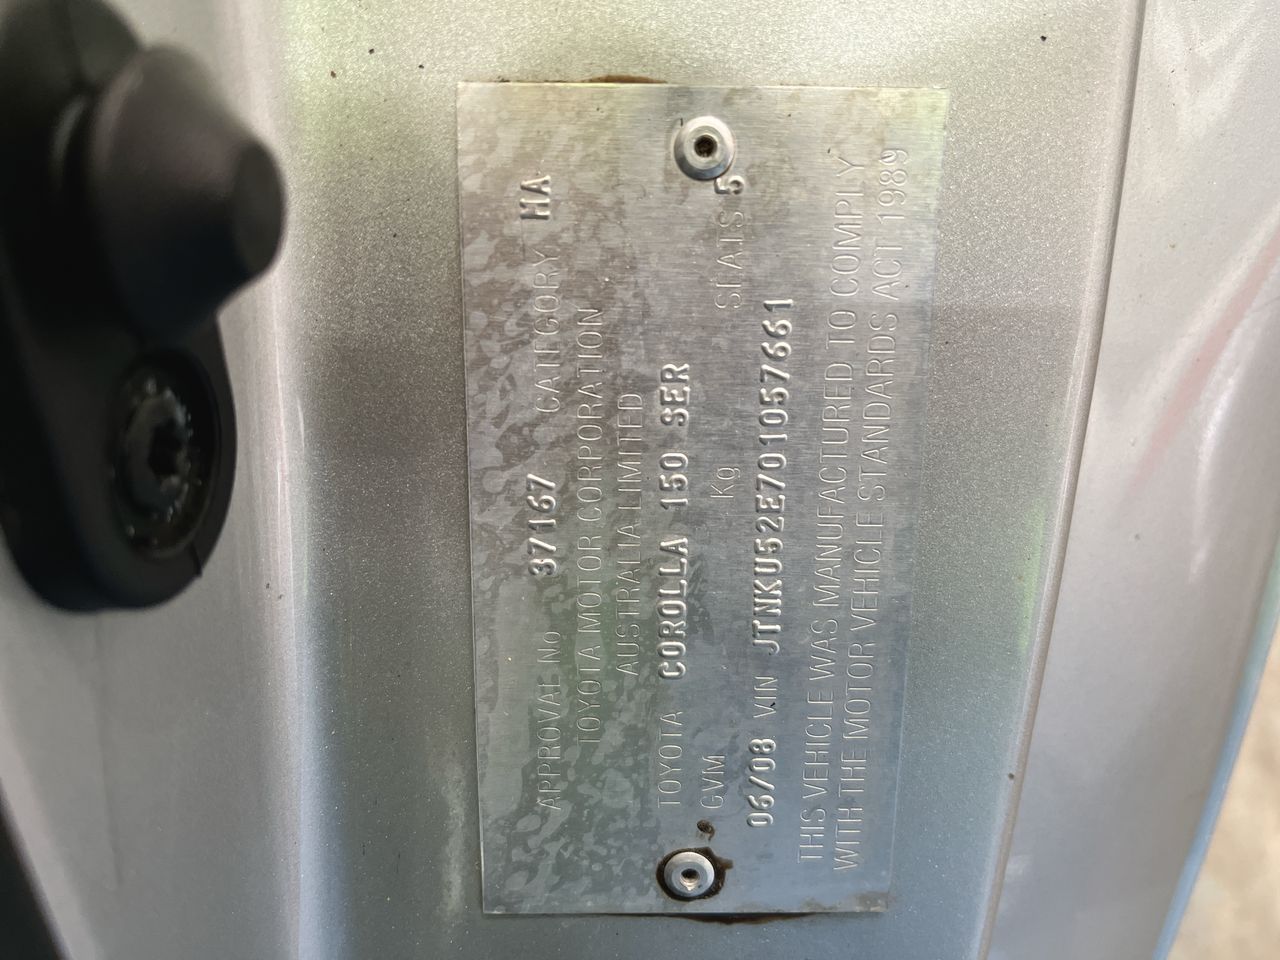 APPROVAL No 37167 CATEGORY MA
TOYOTA MOTOR CORPORATION
AUSTRALIA LIMITED
TOYOTA COROLLA 150 SER
GVM Kg SEATS 5
06/08 VIN JTNKU52E701057661
THIS VEHICLE WAS MANUFACTURED TO COMPLY
WITH THE MOTOR VEHICLE STANDARDS ACT 1989